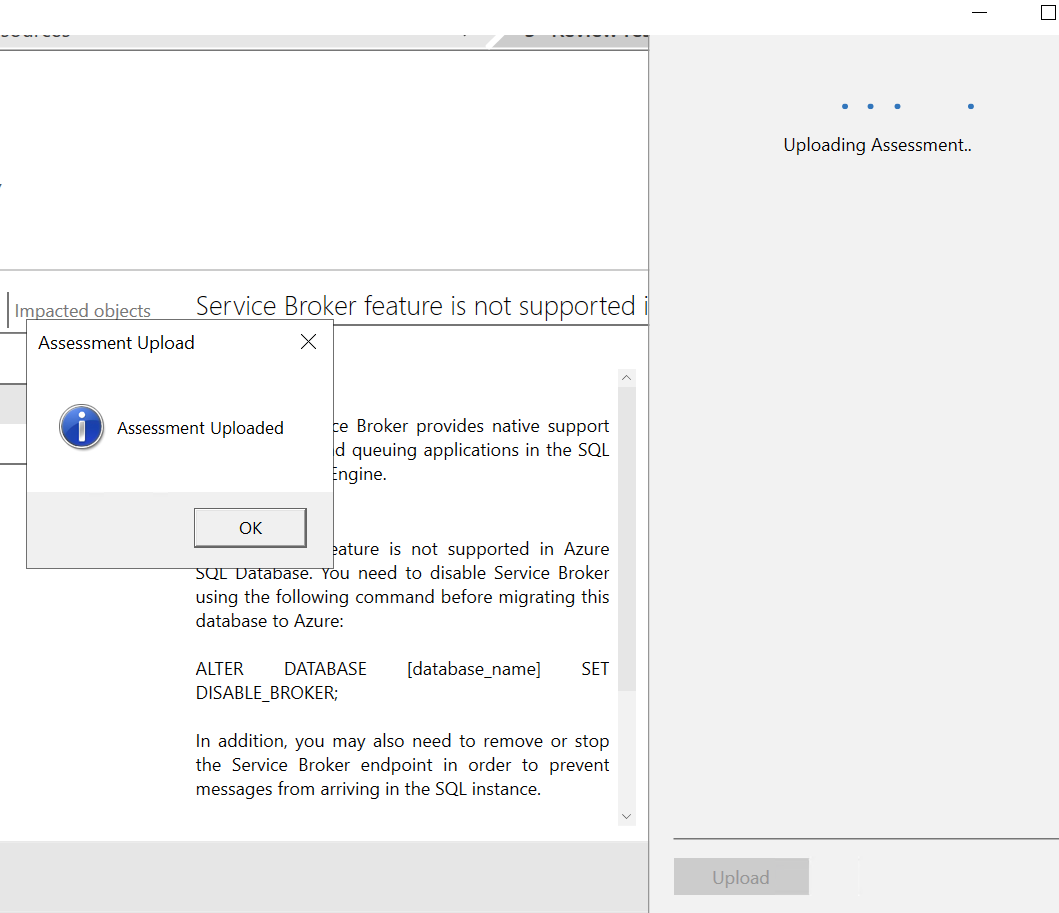 Uploading Assessment..
Impacted objects
Service Broker feature is not supported i
Assessment Upload
Assessment Uploaded
OK
ce Broker provides native support
d queuing applications in the SQL
Engine.
eature is not supported in Azure
SQL Database. You need to disable Service Broker
using the following command before migrating this
database to Azure:
ALTER DATABASE [database_name] SET
DISABLE_BROKER;
In addition, you may also need to remove or stop
the Service Broker endpoint in order to prevent
messages from arriving in the SQL instance.
Upload